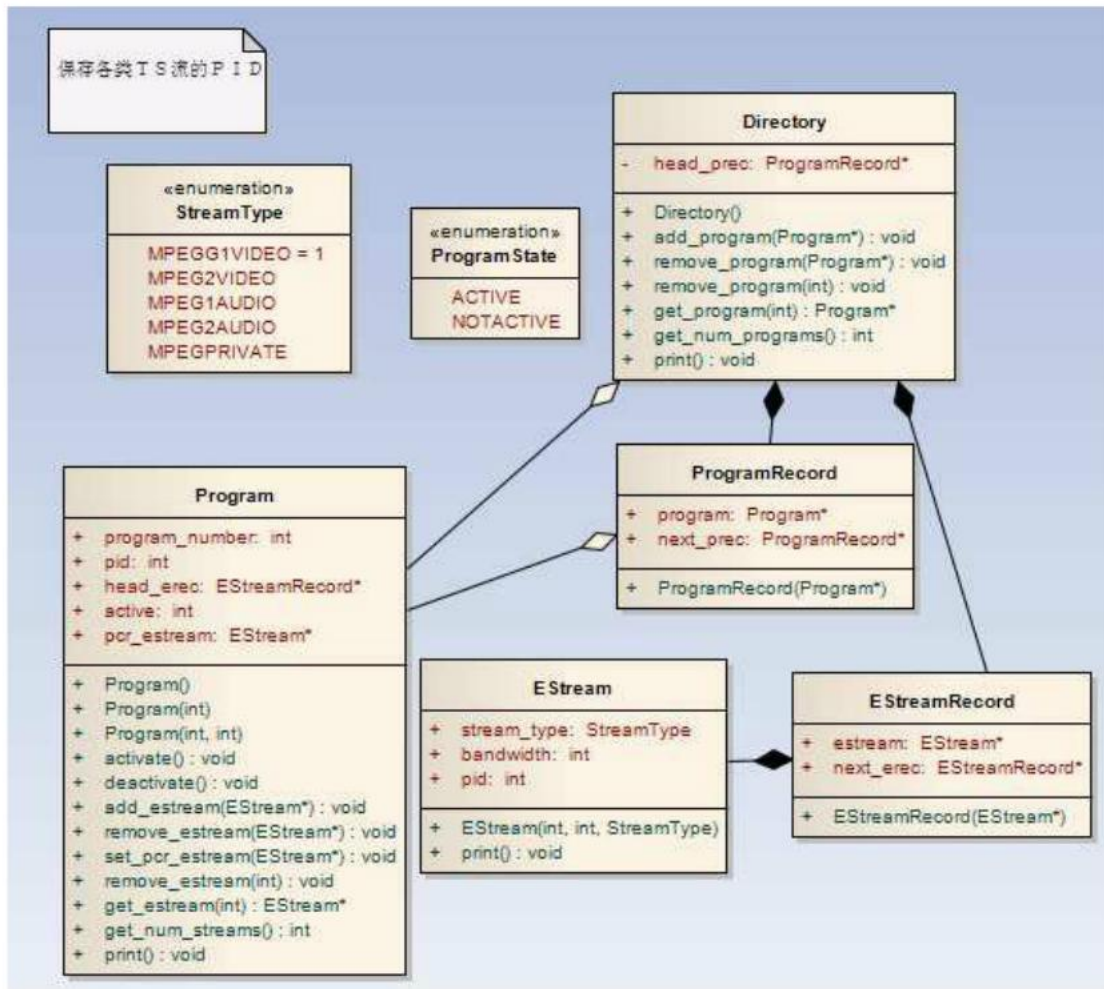 保存各类ＴＳ流的ＰＩＤ
«enumeration»
StreamType
MPEGG1VIDEO = 1
MPEG2VIDEO
MPEG1AUDIO
MPEG2AUDIO
MPEGPRIVATE
«enumeration»
ProgramState
ACTIVE
NOTACTIVE
Directory
- head_prec: ProgramRecord*
+ Directory()
+ add_program(Program*) : void
+ remove_program(Program*) : void
+ remove_program(int) : void
+ get_program(int) : Program*
+ get_num_programs() : int
+ print() : void
Program
+ program_number: int
+ pid: int
+ head_erec: EStreamRecord*
+ active: int
+ pcr_estream: EStream*
+ Program()
+ Program(int)
+ Program(int, int)
+ activate() : void
+ deactivate() : void
+ add_estream(EStream*) : void
+ remove_estream(EStream*) : void
+ set_pcr_estream(EStream*) : void
+ remove_estream(int) : void
+ get_estream(int) : EStream*
+ get_num_streams() : int
+ print() : void
ProgramRecord
+ program: Program*
+ next_prec: ProgramRecord*
+ ProgramRecord(Program*)
EStream
+ stream_type: StreamType
+ bandwidth: int
+ pid: int
+ EStream(int, int, StreamType)
+ print() : void
EStreamRecord
+ estream: EStream*
+ next_erec: EStreamRecord*
+ EStreamRecord(EStream*)